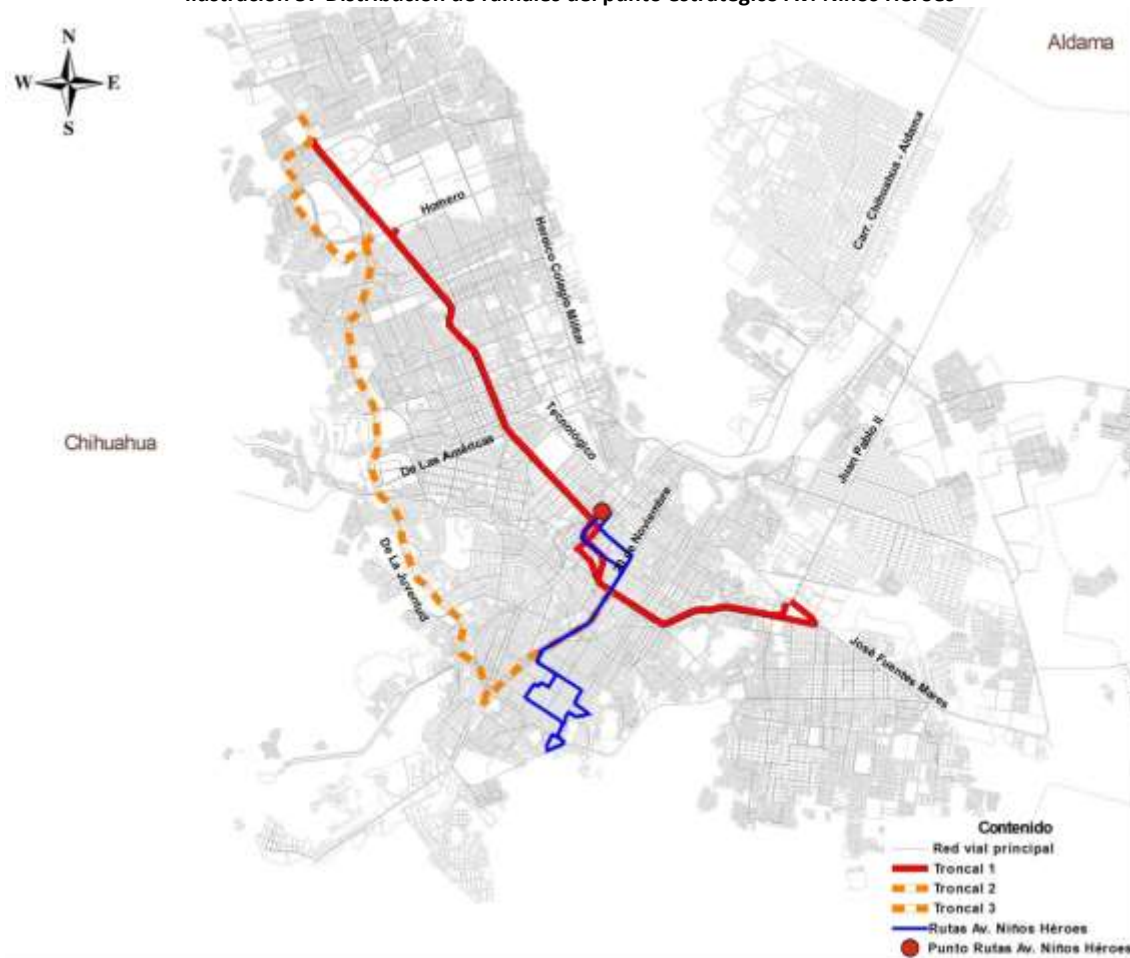 Aldama
N
W E
S
Carr. Chihuahua - Aldama
Homero
Heroico Colegio Militar
Juan Pablo II
Tecnológico
Chihuahua
De Las Américas
De La Juventud
de Noviembre
José Fuentes Mares
Contenido
Red vial principal
Troncal 1
Troncal 2
Troncal 3
Rutas Av. Niños Héroes
Punto Rutas Av. Niños Héroes